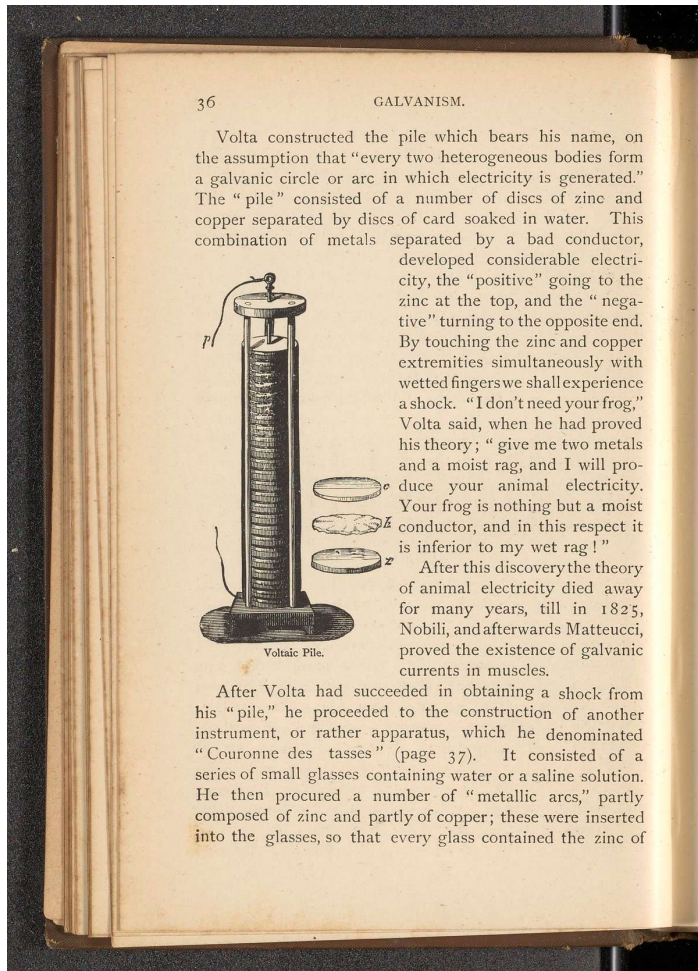 36
GALVANISM.
Volta constructed the pile which bears his name, on
the assumption that “every two heterogeneous bodies form
a galvanic circle or arc in which electricity is generated.”
The “pile” consisted of a number of discs of zinc and
copper separated by discs of card soaked in water. This
combination of metals separated by a bad conductor,
developed considerable electri-
city, the “positive” going to the
zinc at the top, and the “nega-
tive” turning to the opposite end.
By touching the zinc and copper
extremities simultaneously with
wetted fingers we shall experience
a shock. “I don't need your frog,”
Volta said, when he had proved
his theory; “give me two metals
and a moist rag, and I will pro-
duce your animal electricity.
Your frog is nothing but a moist
conductor, and in this respect it
is inferior to my wet rag!”
After this discovery the theory
of animal electricity died away
for many years, till in 1825,
Nobili, and afterwards Matteucci,
proved the existence of galvanic
currents in muscles.
p
c
h
z
Voltaic Pile.
After Volta had succeeded in obtaining a shock from
his “pile,” he proceeded to the construction of another
instrument, or rather apparatus, which he denominated
“Couronne des tasses” (page 37). It consisted of a
series of small glasses containing water or a saline solution.
He then procured a number of “metallic arcs,” partly
composed of zinc and partly of copper; these were inserted
into the glasses, so that every glass contained the zinc of